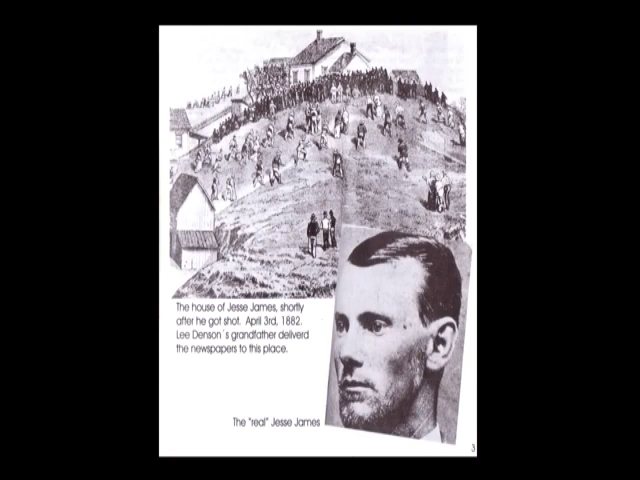 The house of Jesse James, shortly
after he got shot. April 3rd, 1882.
Lee Denson´s grandfather deliverd
the newspapers to this place.
The "real" Jesse James
3